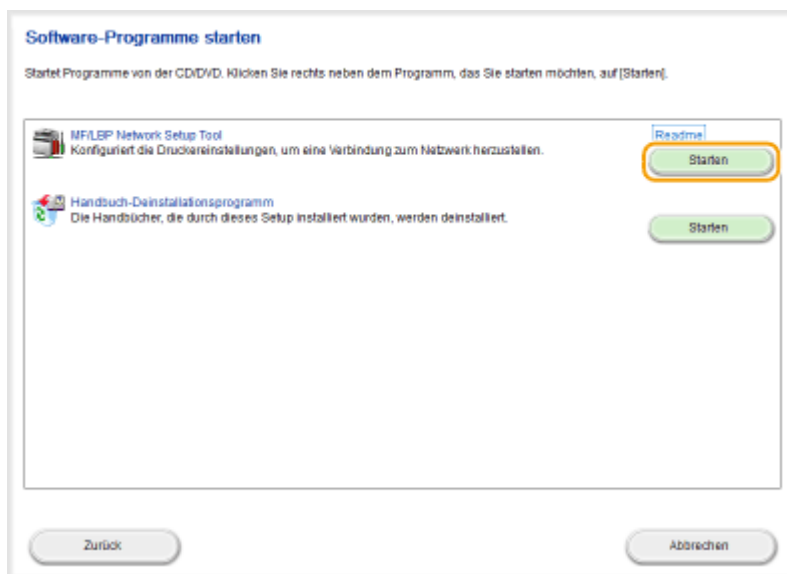 Software-Programme starten
Startet Programme von der CD/DVD. Klicken Sie rechts neben dem Programm, das Sie starten möchten, auf [Starten].
MF/LBP Network Setup Tool
Readme
Konfiguriert die Druckereinstellungen, um eine Verbindung zum Netzwerk herzustellen.
Starten
Handbuch-Deinstallationsprogramm
Die Handbücher, die durch dieses Setup installiert wurden, werden deinstalliert.
Starten
Zurück
Abbrechen